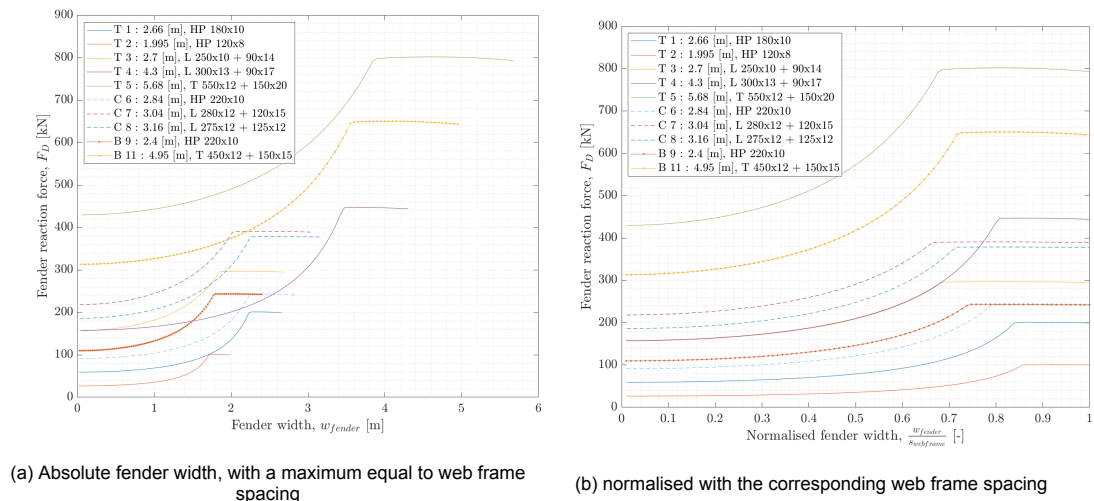 T 1 : 2.66 [m], HP 180x10
T 2 : 1.995 [m], HP 120x8
T 3 : 2.7 [m], L 250x10 + 90x14
T 4 : 4.3 [m], L 300x13 + 90x17
T 5 : 5.68 [m], T 550x12 + 150x20
C 6 : 2.84 [m], HP 220x10
C 7 : 3.04 [m], L 280x12 + 120x15
C 8 : 3.16 [m], L 275x12 + 125x12
B 9 : 2.4 [m], HP 220x10
B 11 : 4.95 [m], T 450x12 + 150x15
900
800
700
600
500
400
300
200
100
0
Fender reaction force, F_D [kN]
0 1 2 3 4 5 6
Fender width, w_fender [m]
(a) Absolute fender width, with a maximum equal to web frame
spacing
T 1 : 2.66 [m], HP 180x10
T 2 : 1.995 [m], HP 120x8
T 3 : 2.7 [m], L 250x10 + 90x14
T 4 : 4.3 [m], L 300x13 + 90x17
T 5 : 5.68 [m], T 550x12 + 150x20
C 6 : 2.84 [m], HP 220x10
C 7 : 3.04 [m], L 280x12 + 120x15
C 8 : 3.16 [m], L 275x12 + 125x12
B 9 : 2.4 [m], HP 220x10
B 11 : 4.95 [m], T 450x12 + 150x15
900
800
700
600
500
400
300
200
100
0
Fender reaction force, F_D [kN]
0 0.1 0.2 0.3 0.4 0.5 0.6 0.7 0.8 0.9 1
Normalised fender width, w_fender/s_webframe [-]
(b) normalised with the corresponding web frame spacing